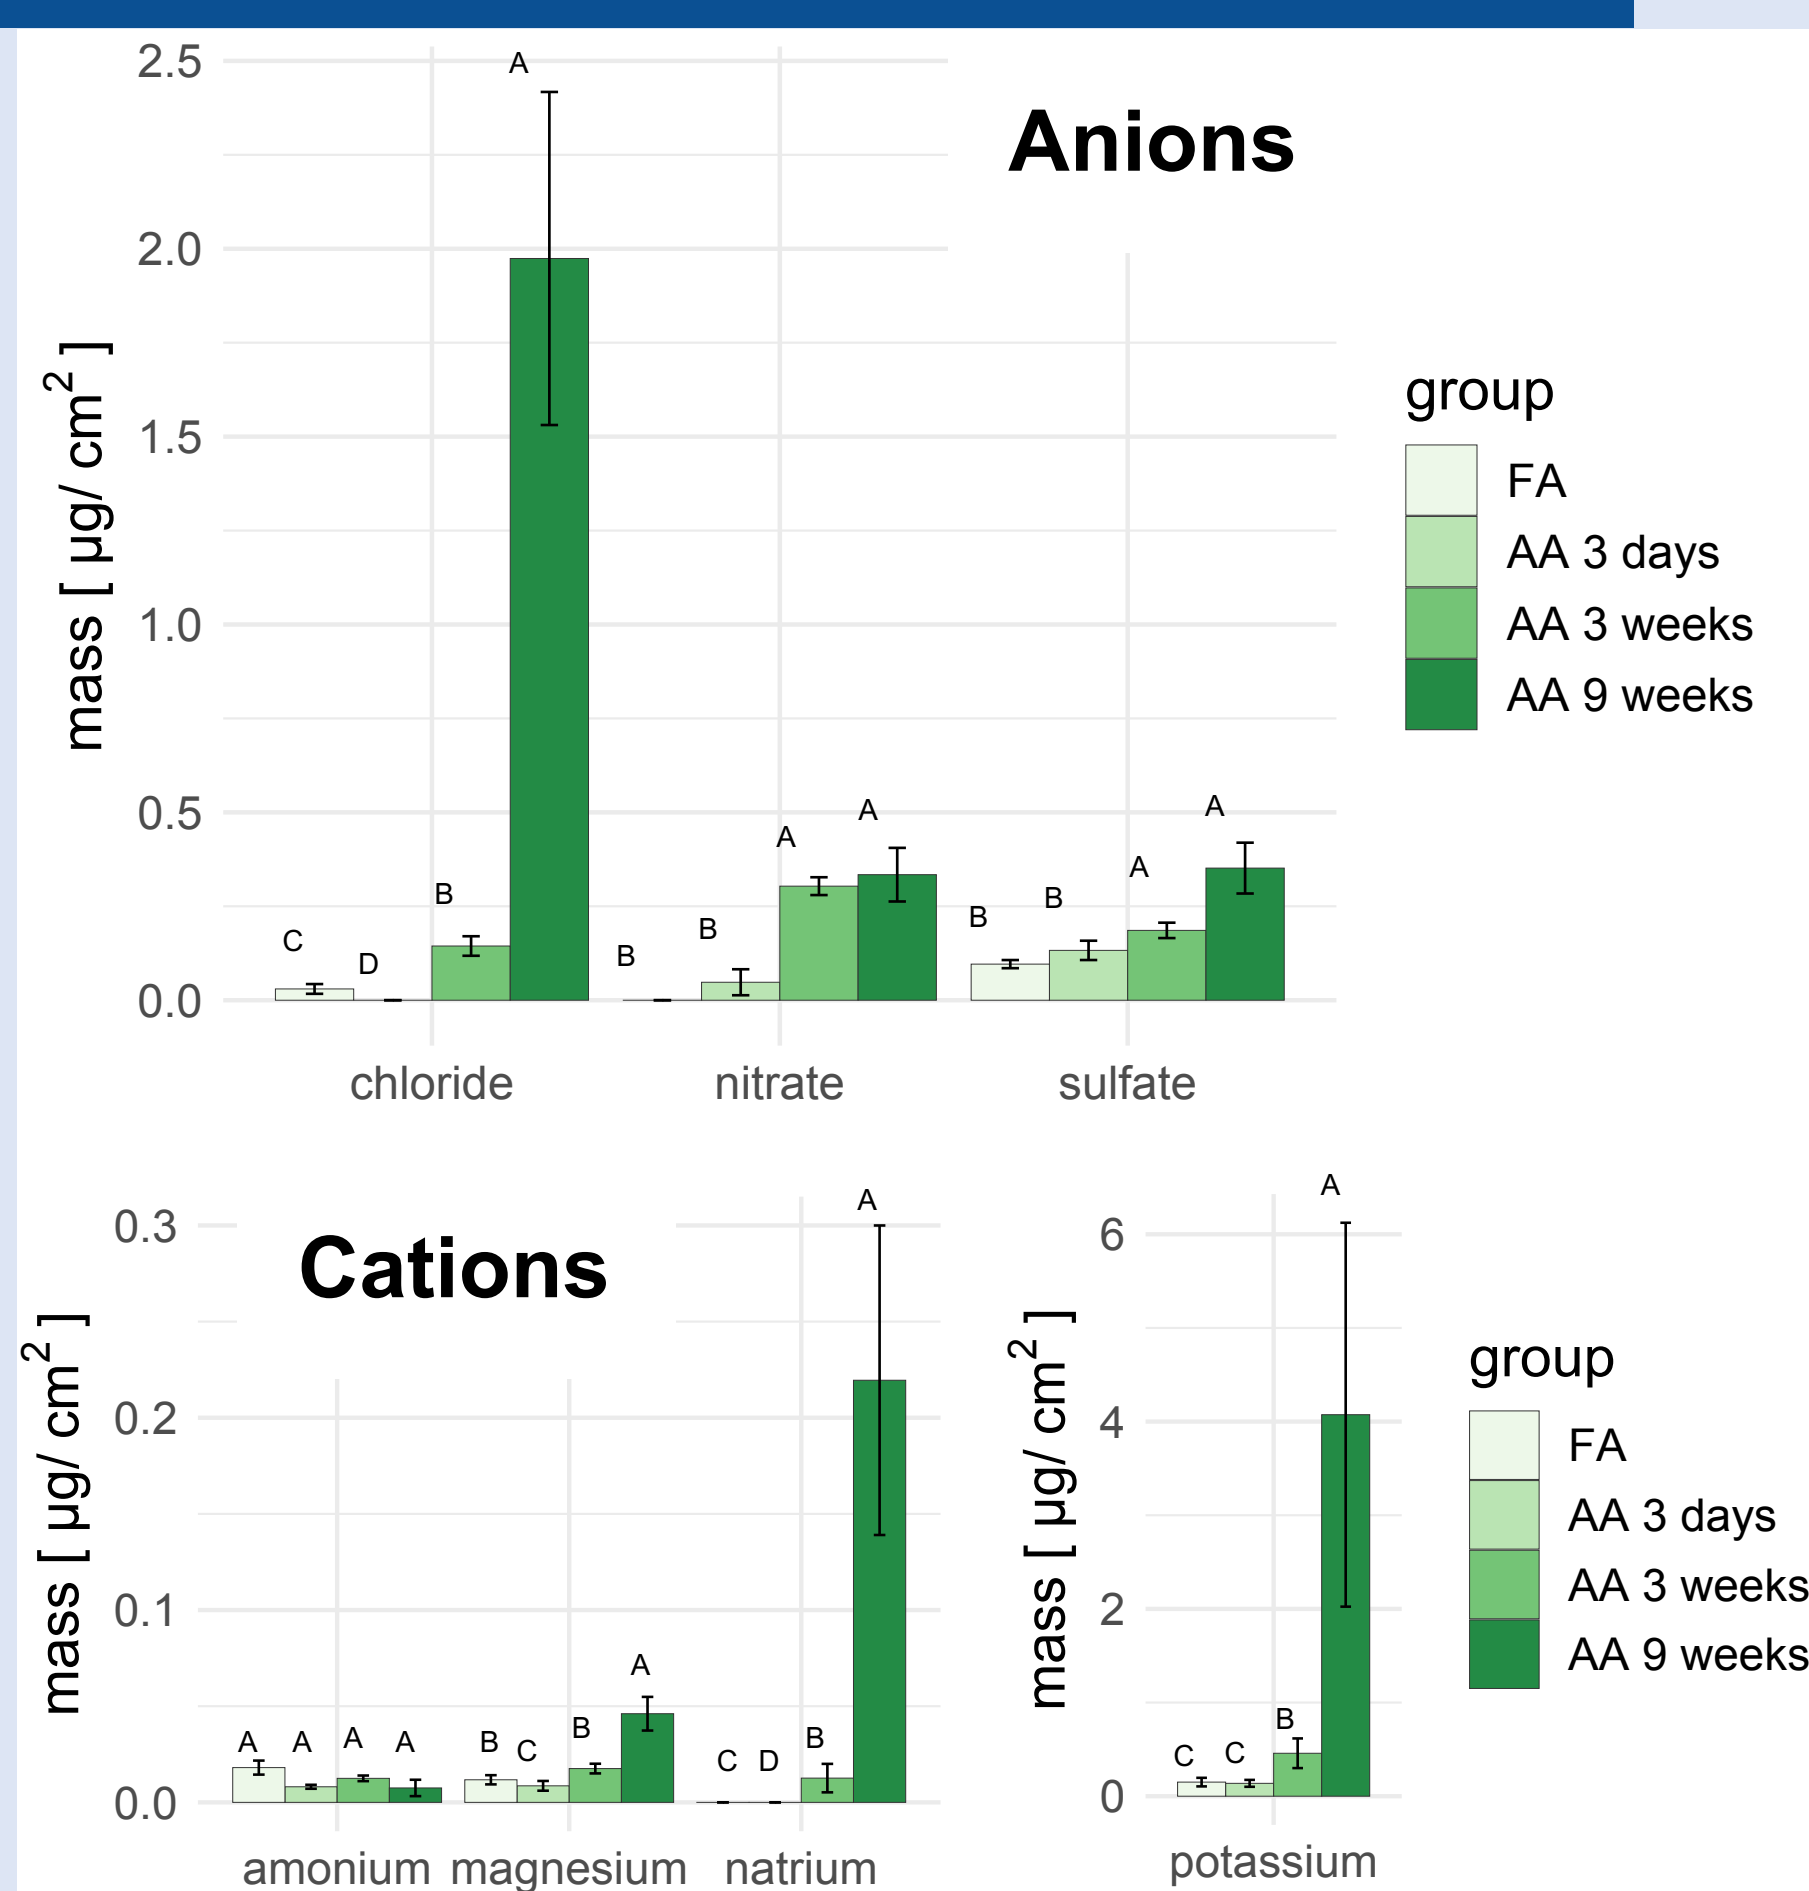 Anions
mass [ µg/ cm² ]
2.5
2.0
1.5
1.0
0.5
0.0
C
D
B
A
B
B
A
A
B
B
A
A
chloride
nitrate
sulfate
group
FA
AA 3 days
AA 3 weeks
AA 9 weeks
Cations
mass [ µg/ cm² ]
0.3
0.2
0.1
0.0
A
A
A
A
B
C
B
A
C
D
B
A
amonium
magnesium
natrium
mass [ µg/ cm² ]
6
4
2
0
C
C
B
A
potassium
group
FA
AA 3 days
AA 3 weeks
AA 9 weeks